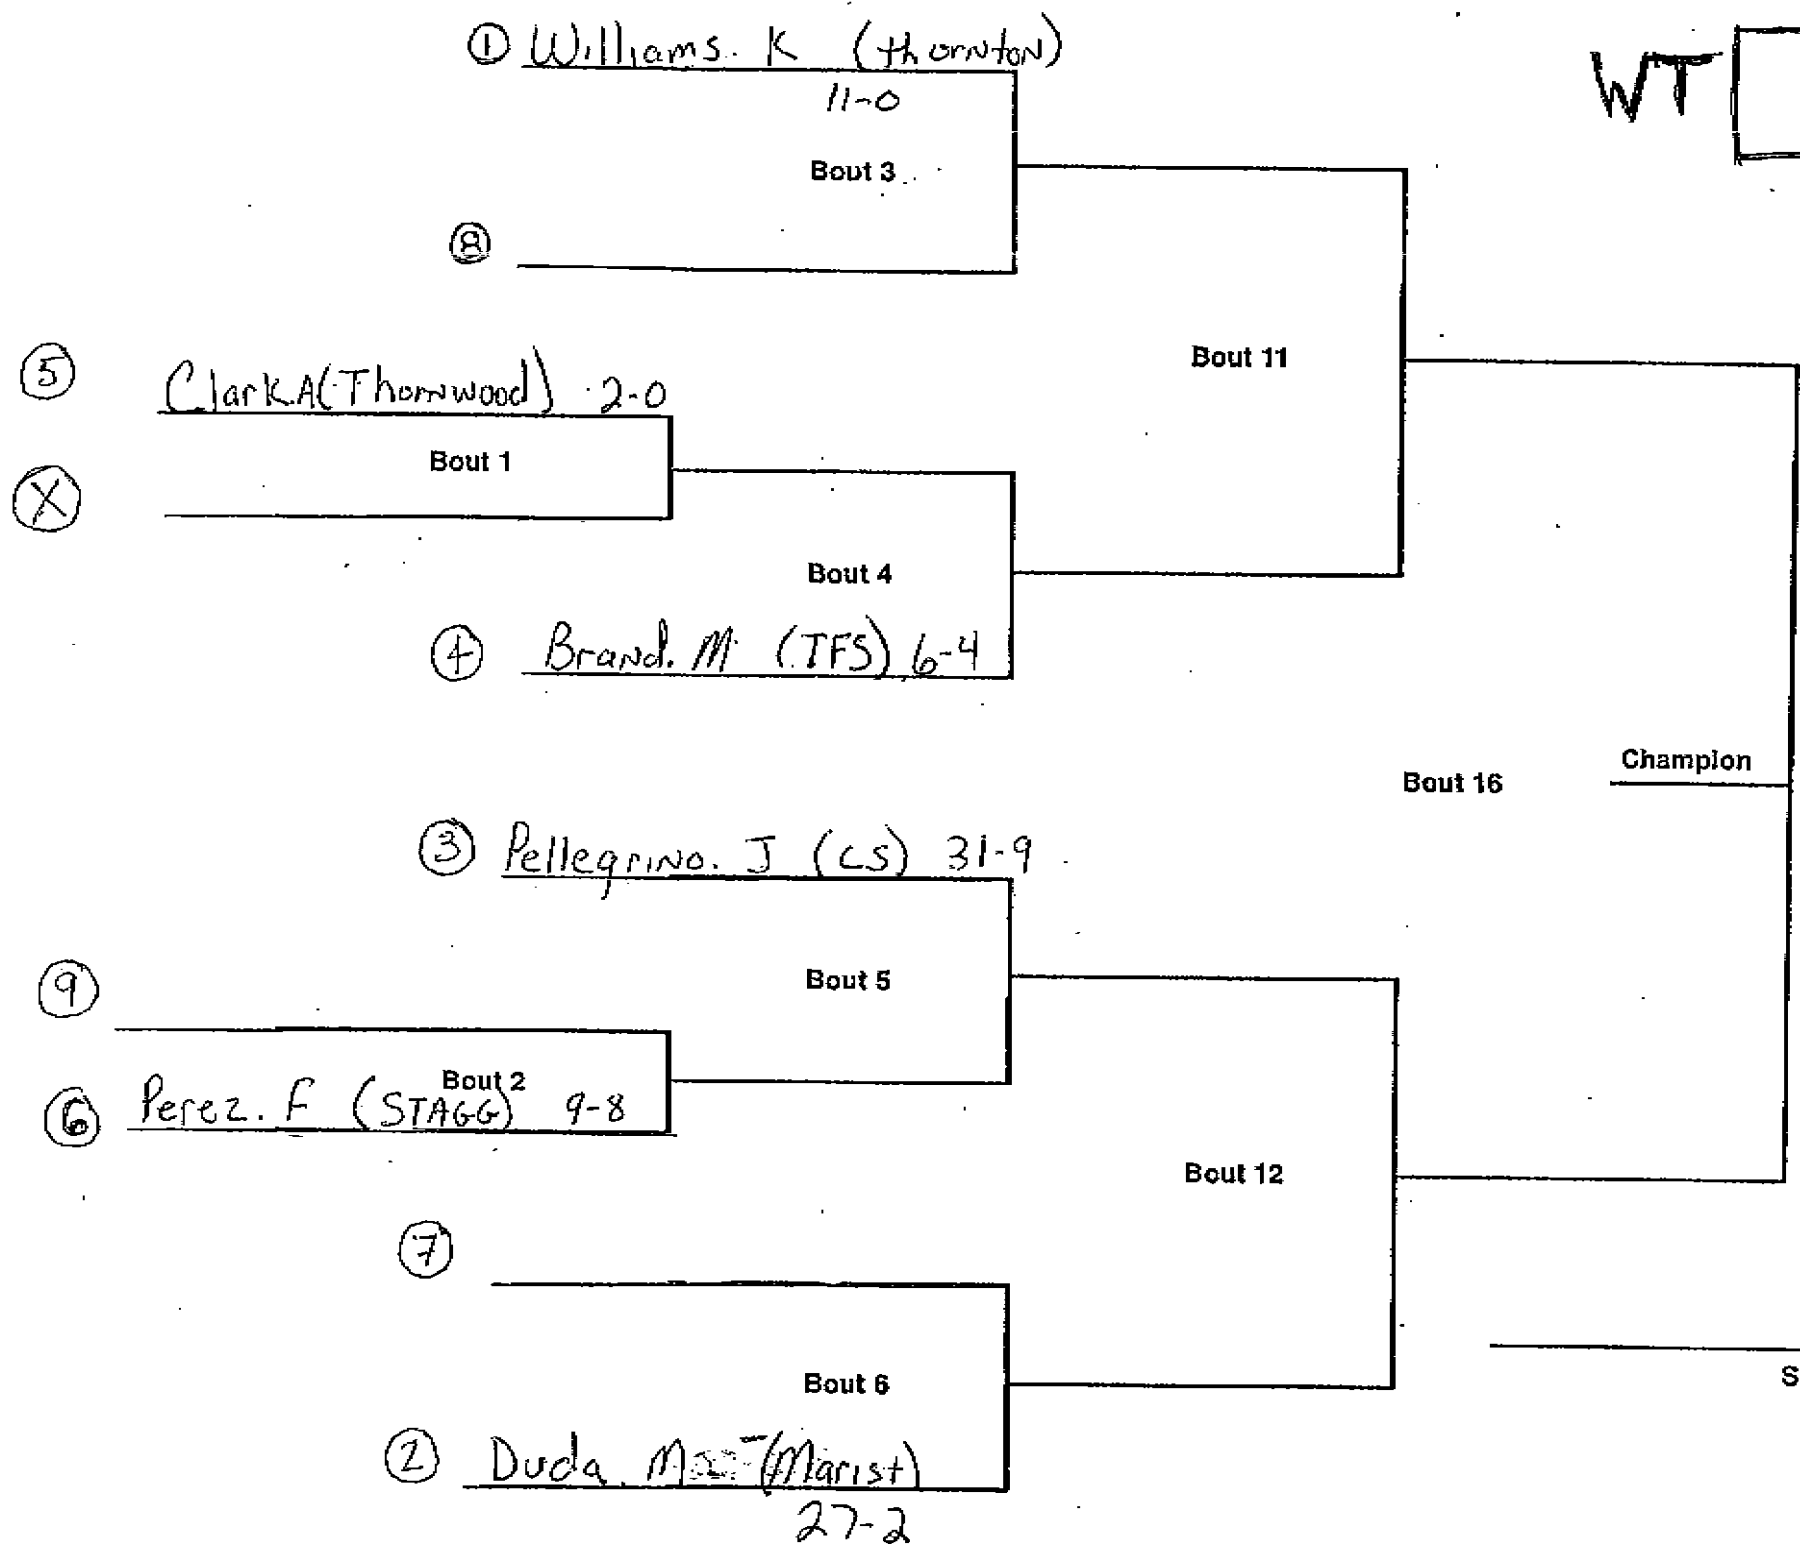 ① Williams. K (thornton)
WT
11-0
Bout 3
⑧
⑤ Clark.A(Thornwood) 2-0
Bout 11
Bout 1
Ⓧ
Bout 4
④ Brand. M (TFS) 6-4
Champion
Bout 16
③ Pellegrino. J (CS) 31-9
⑨
Bout 5
Bout 2
⑥ Perez. F (STAGG) 9-8
Bout 12
⑦
Bout 6
S
② Duda. (Marist)
27-2